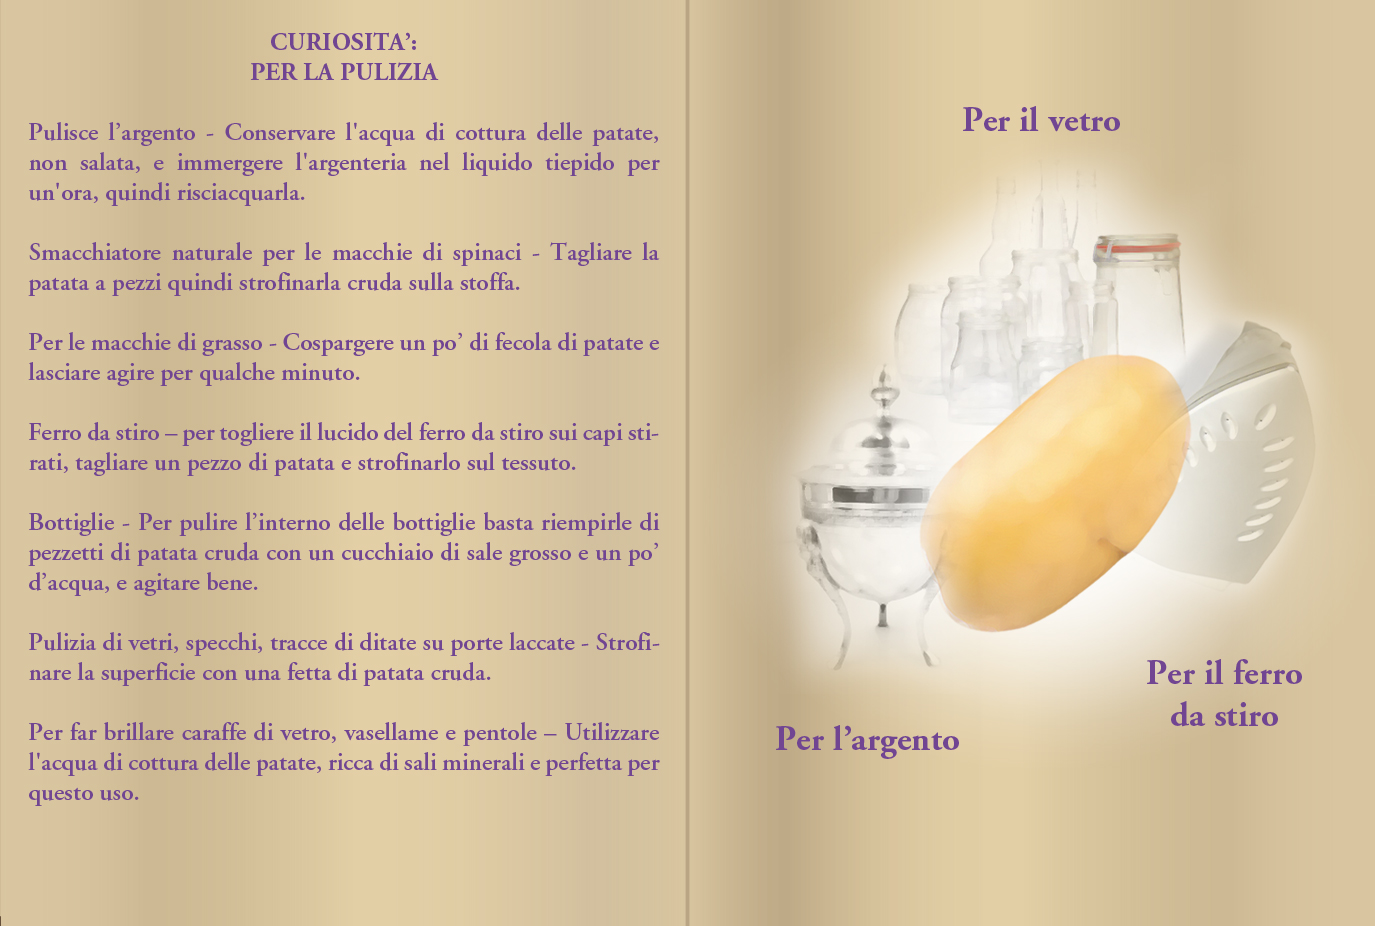 CURIOSITA’:
PER LA PULIZIA
Pulisce l’argento - Conservare l'acqua di cottura delle patate,
non salata, e immergere l'argenteria nel liquido tiepido per
un'ora, quindi risciacquarla.
Smacchiatore naturale per le macchie di spinaci - Tagliare la
patata a pezzi quindi strofinarla cruda sulla stoffa.
Per le macchie di grasso - Cospargere un po’ di fecola di patate e
lasciare agire per qualche minuto.
Ferro da stiro – per togliere il lucido del ferro da stiro sui capi sti-
rati, tagliare un pezzo di patata e strofinarlo sul tessuto.
Bottiglie - Per pulire l’interno delle bottiglie basta riempirle di
pezzetti di patata cruda con un cucchiaio di sale grosso e un po’
d’acqua, e agitare bene.
Pulizia di vetri, specchi, tracce di ditate su porte laccate - Strofi-
nare la superficie con una fetta di patata cruda.
Per far brillare caraffe di vetro, vasellame e pentole – Utilizzare
l'acqua di cottura delle patate, ricca di sali minerali e perfetta per
questo uso.
Per il vetro
Per il ferro
da stiro
Per l’argento